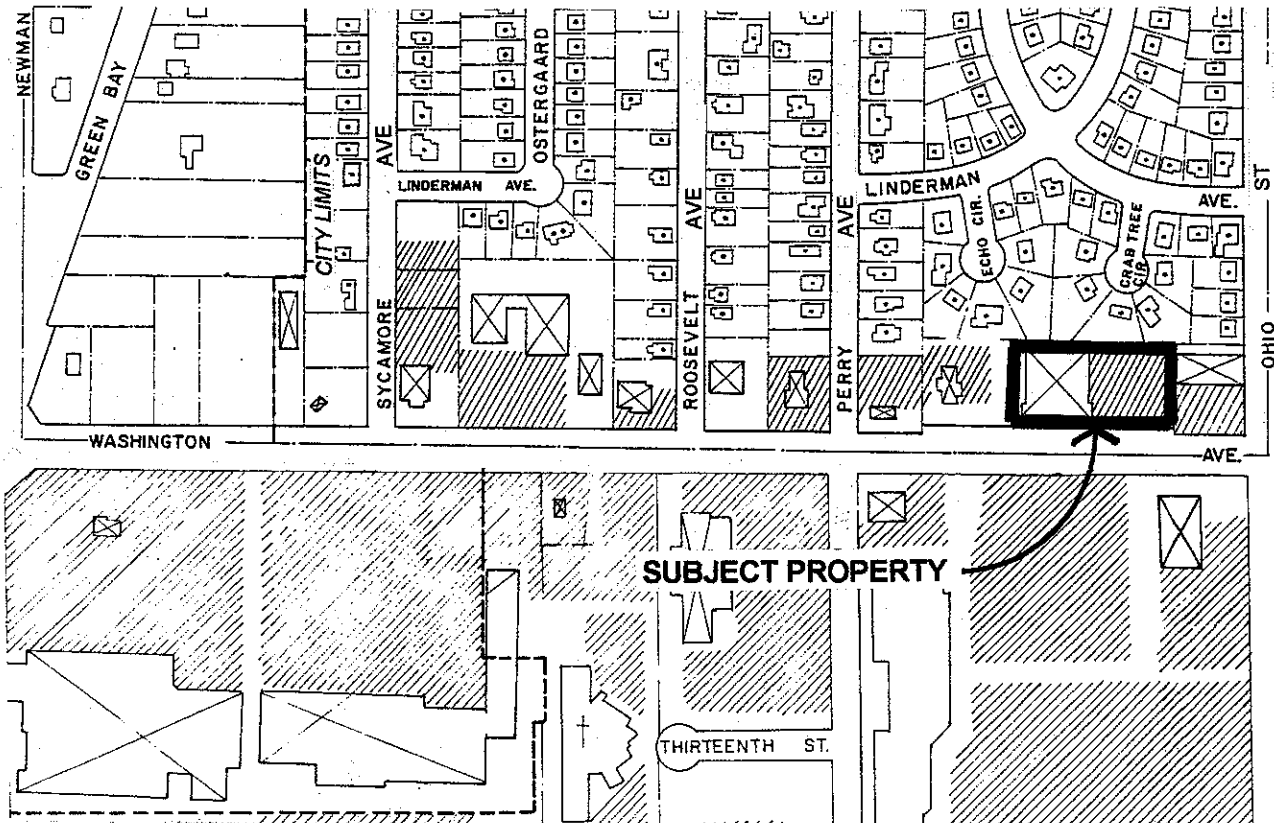 NEWMAN
GREEN BAY
CITY LIMITS
AVE
SYCAMORE
OSTERGAARD
LINDERMAN AVE.
AVE
ROOSEVELT
AVE
PERRY
LINDERMAN
AVE.
ECHO CIR.
CRAB TREE
CIR.
ST
OHIO
WASHINGTON
AVE.
SUBJECT PROPERTY
THIRTEENTH ST.